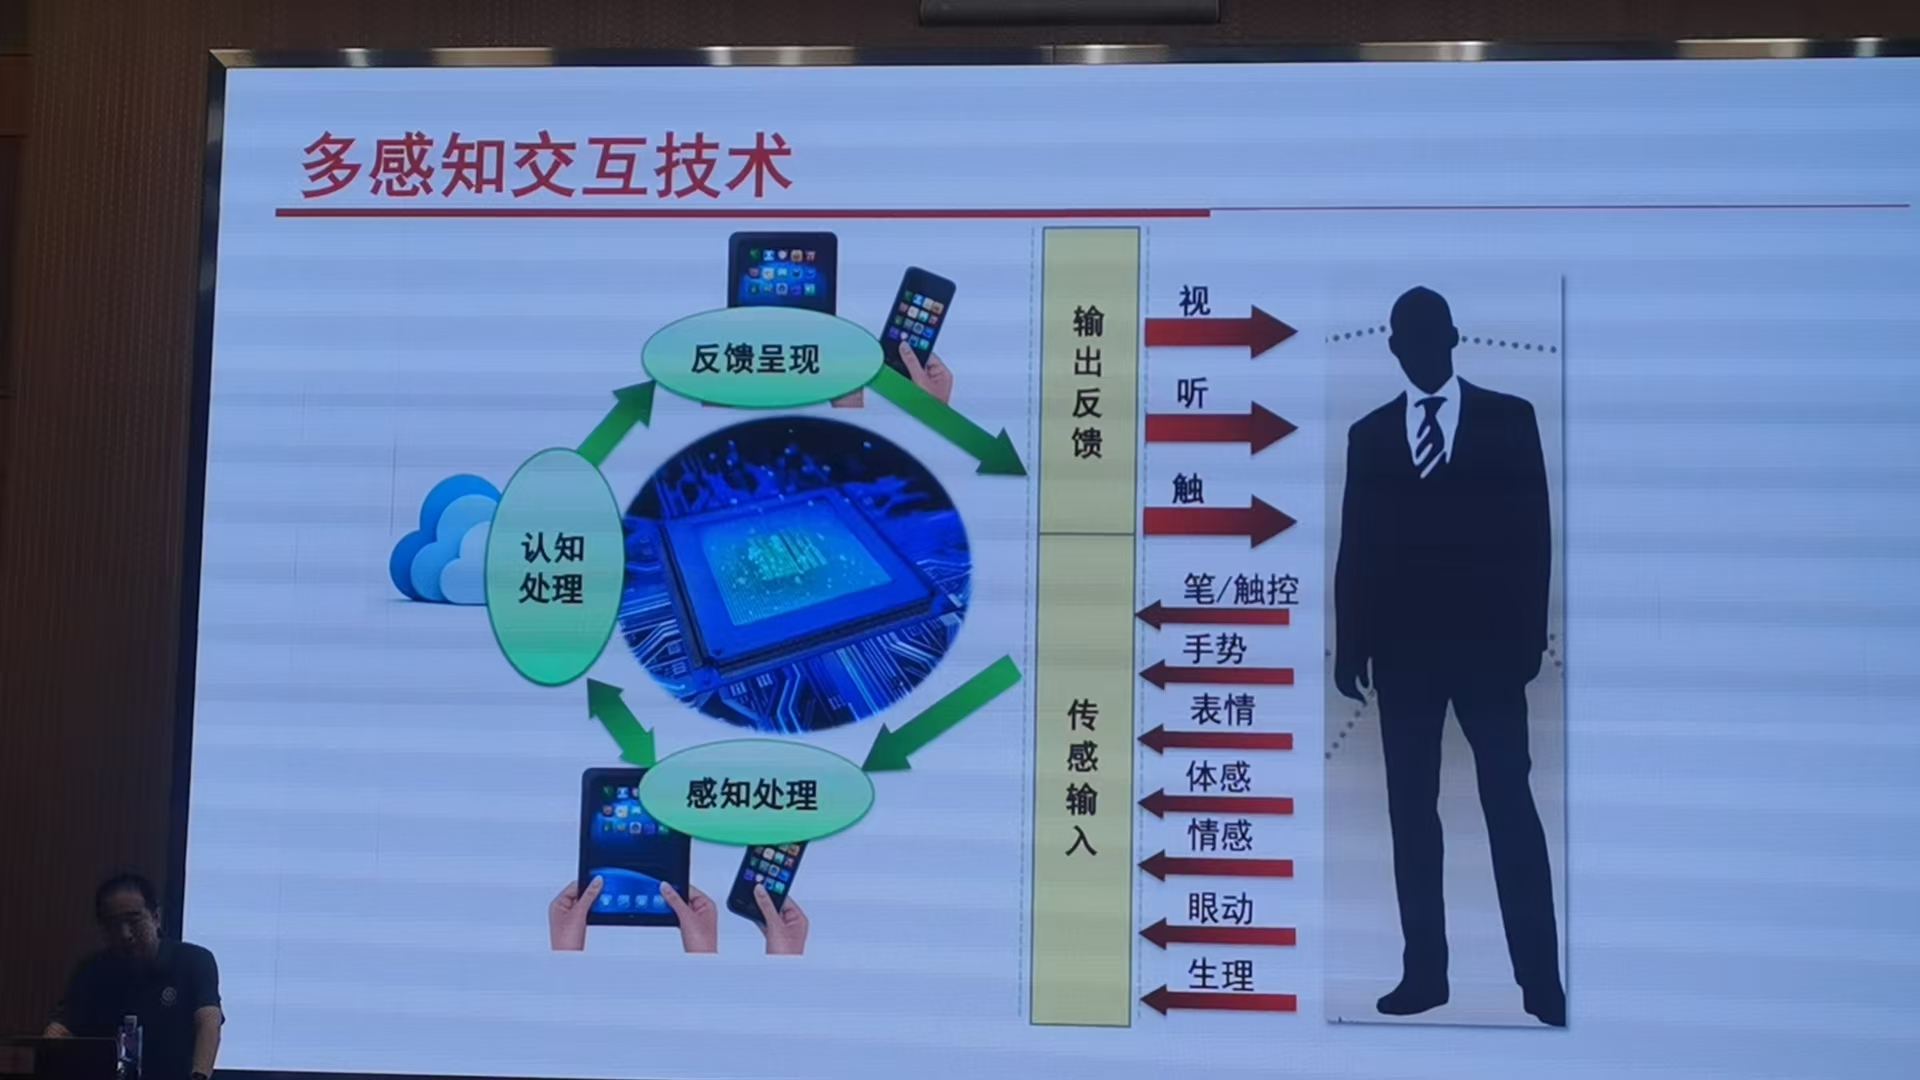 多感知交互技术
反馈呈现
认知
处理
感知处理
输出反馈
传感输入
视
听
触
笔/触控
手势
表情
体感
情感
眼动
生理